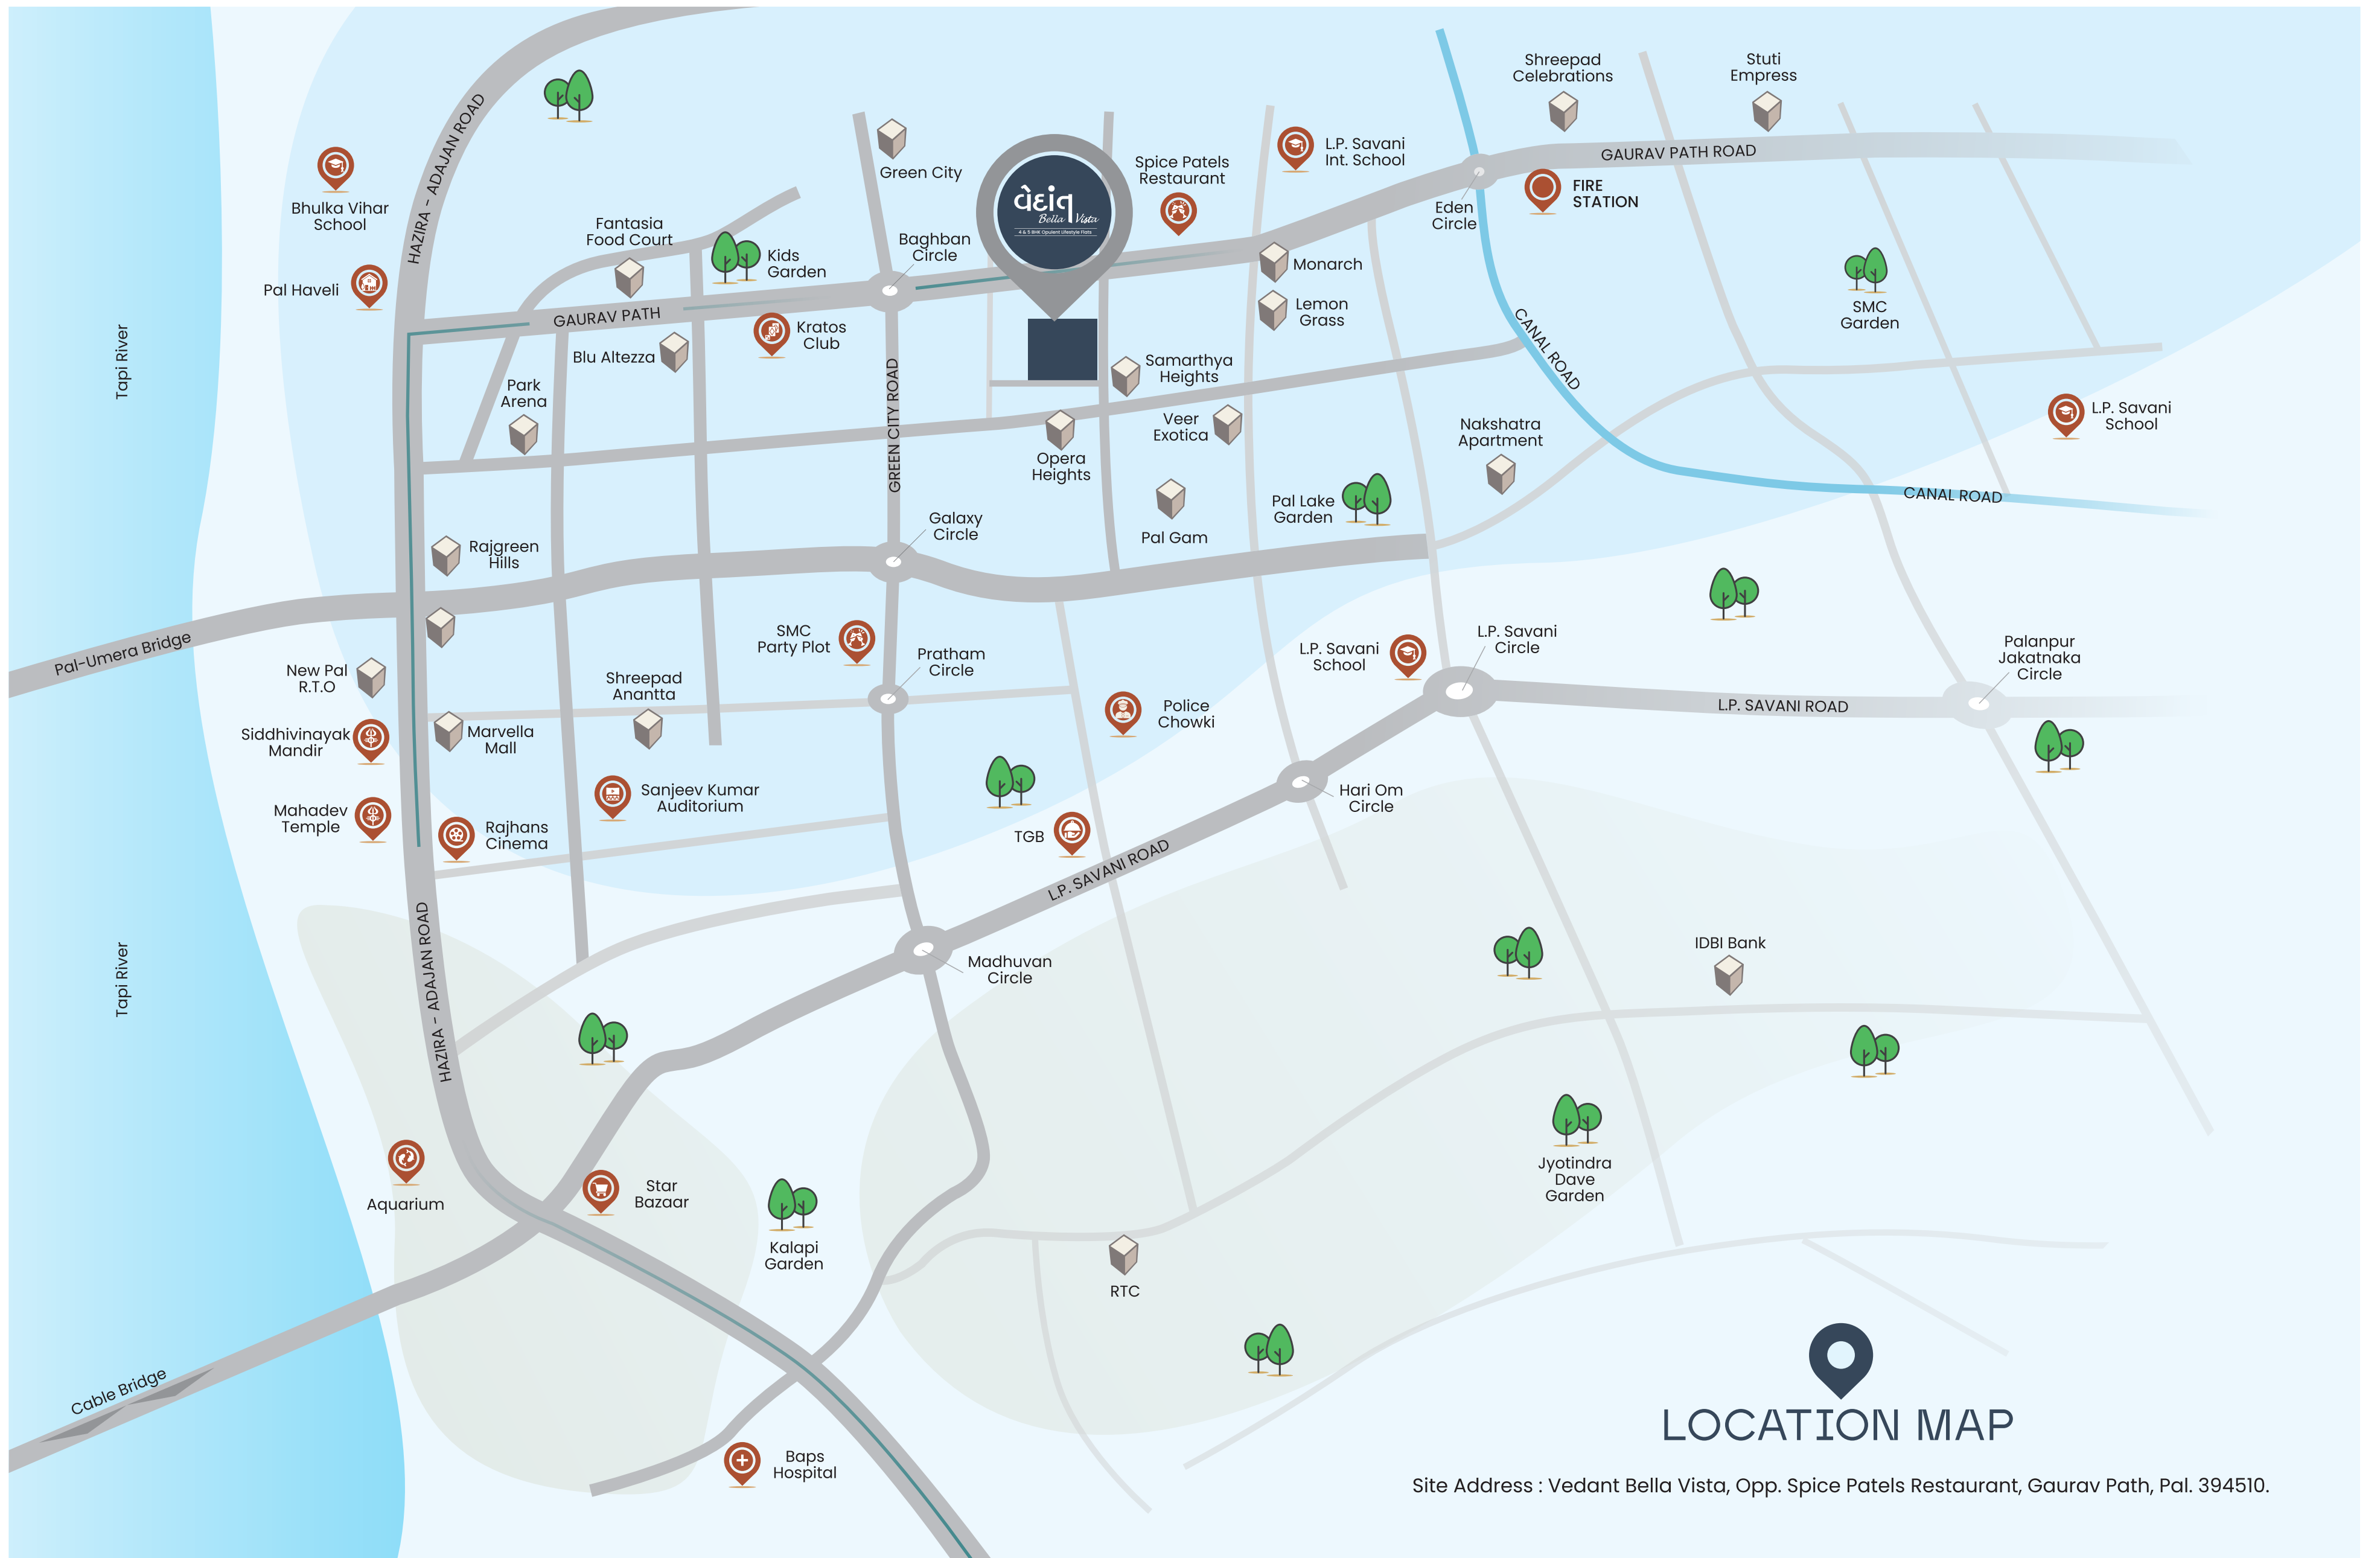 Shreepad
Celebrations
Stuti
Empress
GAURAV PATH ROAD
L.P. Savani
Int. School
FIRE
STATION
Eden
Circle
Spice Patels
Restaurant
Green City
Bella Vista
4 & 5 BHK Opulent Lifestyle Flats
HAZIRA - ADAJAN ROAD
Bhulka Vihar
School
Pal Haveli
Fantasia
Food Court
Kids
Garden
Baghban
Circle
Monarch
Lemon
Grass
SMC
Garden
GAURAV PATH
Kratos
Club
Blu Altezza
CANAL ROAD
Tapi River
Park
Arena
GREEN CITY ROAD
Samarthya
Heights
Veer
Exotica
Opera
Heights
Nakshatra
Apartment
L.P. Savani
School
CANAL ROAD
Pal Lake
Garden
Pal Gam
Galaxy
Circle
Rajgreen
Hills
Pal-Umera Bridge
New Pal
R.T.O
SMC
Party Plot
Pratham
Circle
L.P. Savani
School
L.P. Savani
Circle
Palanpur
Jakatnaka
Circle
Shreepad
Anantta
Police
Chowki
L.P. SAVANI ROAD
Siddhivinayak
Mandir
Marvella
Mall
Mahadev
Temple
Rajhans
Cinema
Sanjeev Kumar
Auditorium
TGB
Hari Om
Circle
L.P. SAVANI ROAD
HAZIRA - ADAJAN ROAD
Tapi River
Madhuvan
Circle
IDBI Bank
Aquarium
Star
Bazaar
Kalapi
Garden
Jyotindra
Dave
Garden
RTC
Cable Bridge
Baps
Hospital
LOCATION MAP
Site Address : Vedant Bella Vista, Opp. Spice Patels Restaurant, Gaurav Path, Pal. 394510.